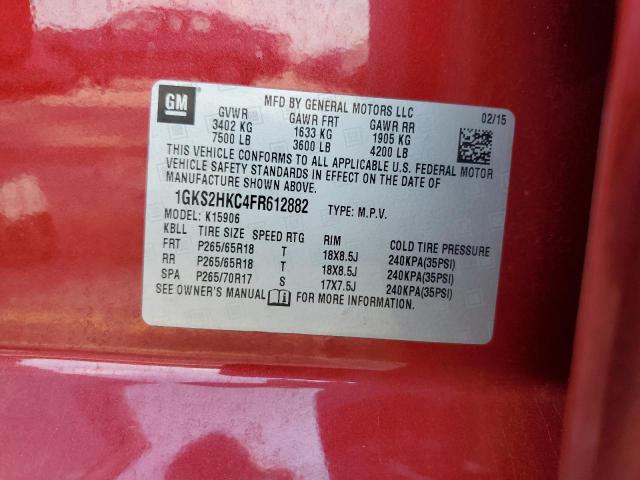 GM
MFD BY GENERAL MOTORS LLC
02/15
GVWR GAWR FRT GAWR RR
3402 KG 1633 KG 1905 KG
7500 LB 3600 LB 4200 LB
THIS VEHICLE CONFORMS TO ALL APPLICABLE U.S. FEDERAL MOTOR
VEHICLE SAFETY STANDARDS IN EFFECT ON THE DATE OF
MANUFACTURE SHOWN ABOVE.
1GKS2HKC4FR612882 TYPE: M.P.V.
MODEL: K15906
KBLL TIRE SIZE SPEED RTG RIM COLD TIRE PRESSURE
FRT P265/65R18 T 18X8.5J 240KPA(35PSI)
RR P265/65R18 T 18X8.5J 240KPA(35PSI)
SPA P265/70R17 S 17X7.5J 240KPA(35PSI)
SEE OWNER'S MANUAL FOR MORE INFORMATION.